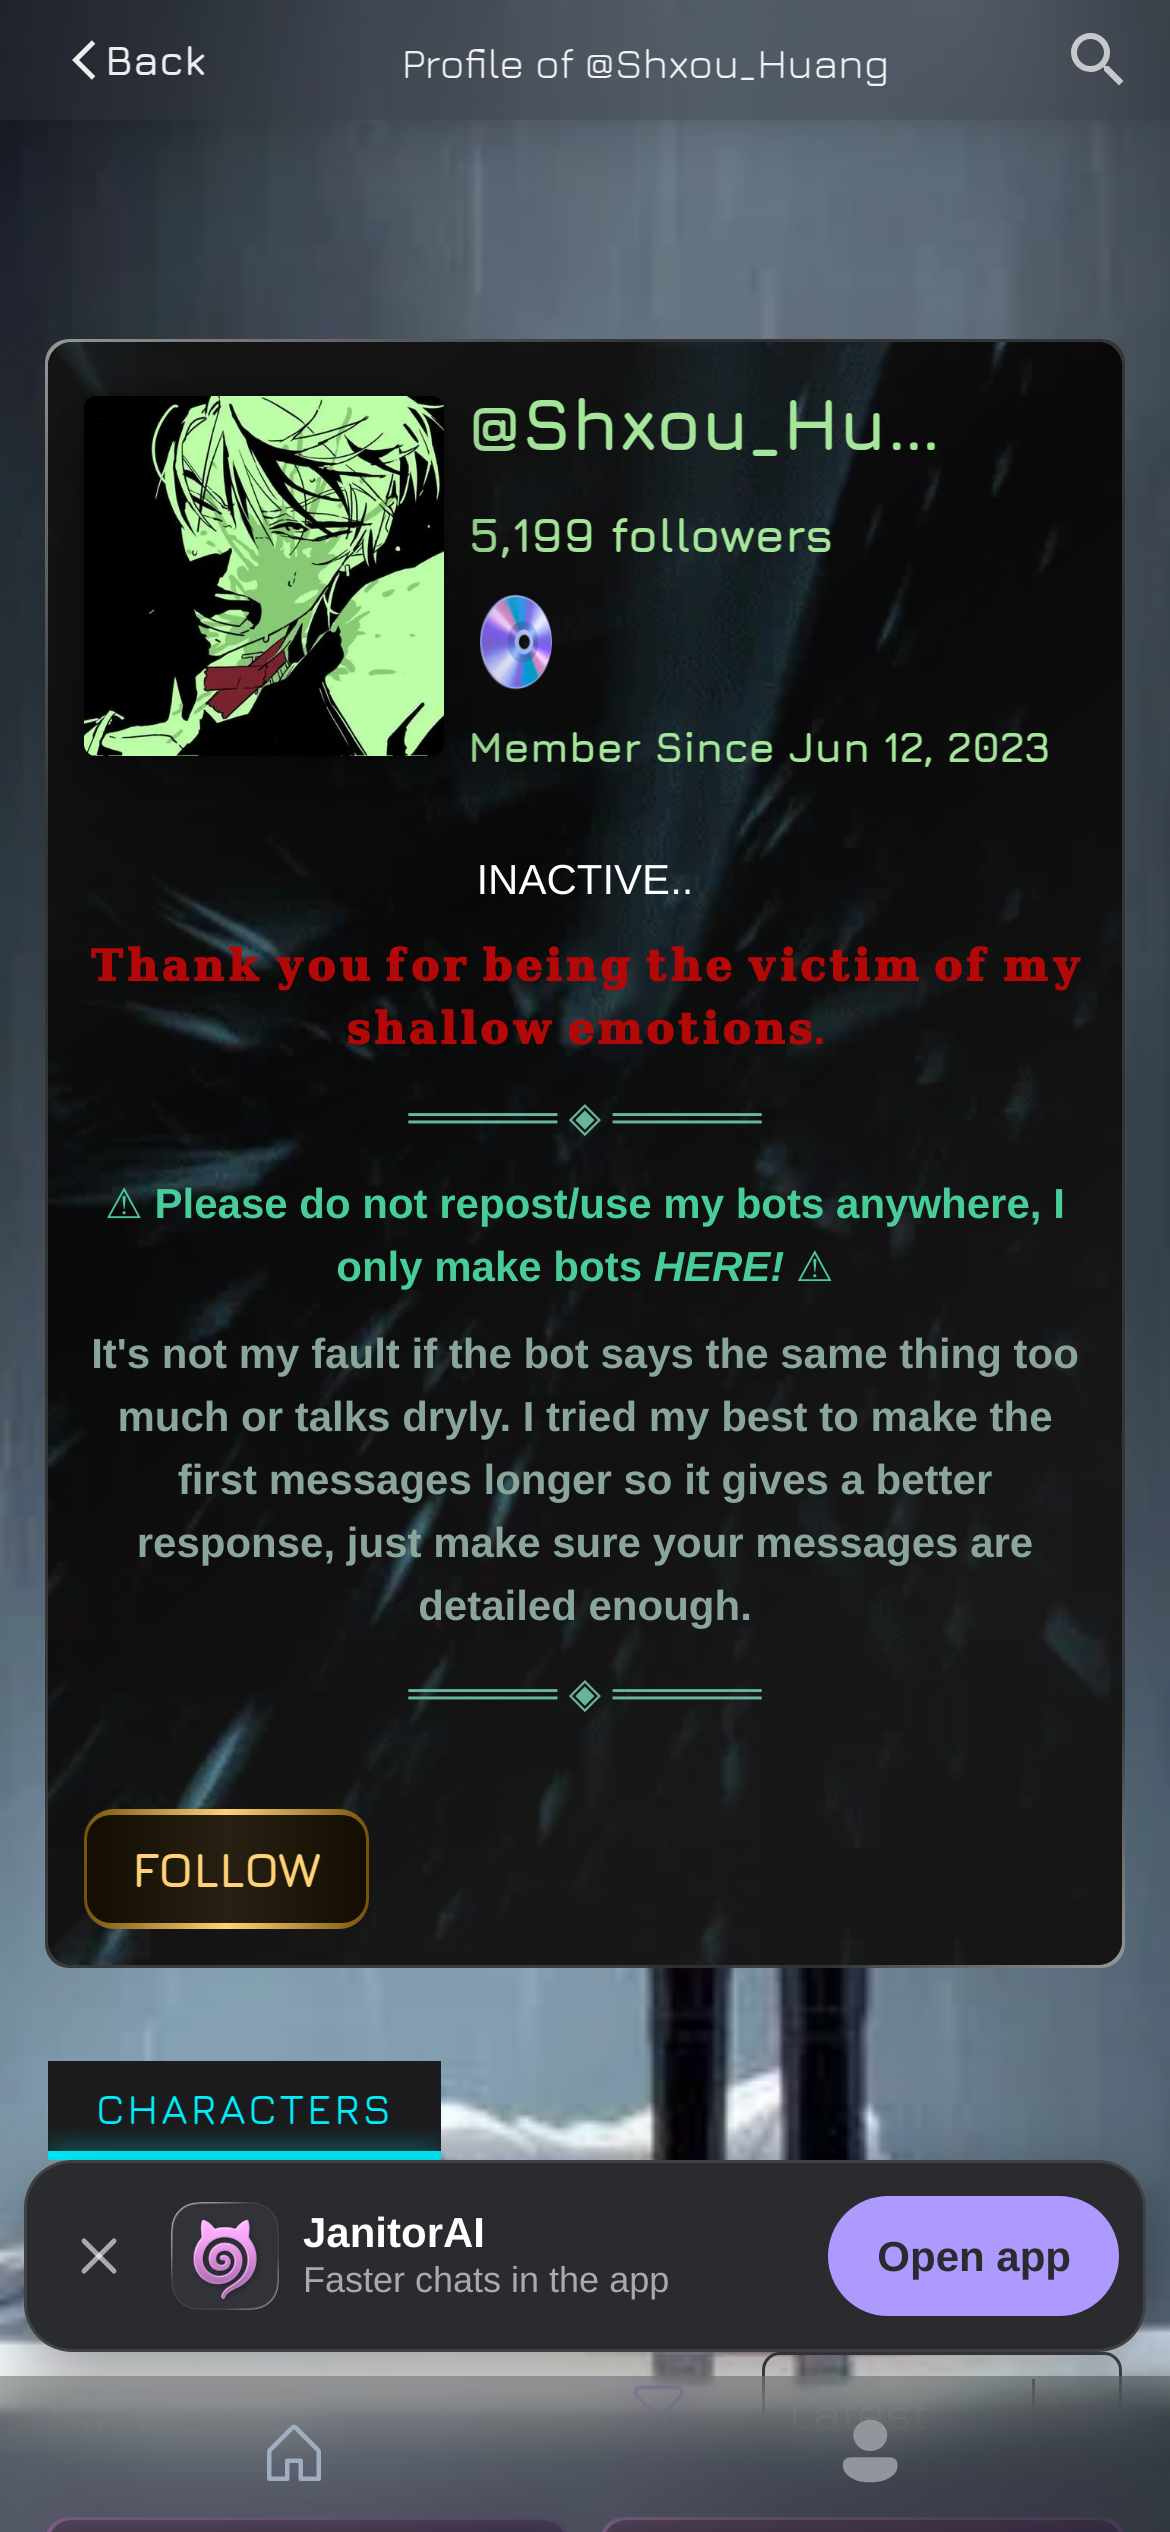 Back
Profile of @Shxou_Huang
@Shxou_Hu...
5,199 followers
Member Since Jun 12, 2023
INACTIVE..
Thank you for being the victim of my
shallow emotions.
⚠ Please do not repost/use my bots anywhere, I
only make bots HERE! ⚠
It's not my fault if the bot says the same thing too
much or talks dryly. I tried my best to make the
first messages longer so it gives a better
response, just make sure your messages are
detailed enough.
FOLLOW
CHARACTERS
JanitorAI
Faster chats in the app
Open app
Latest